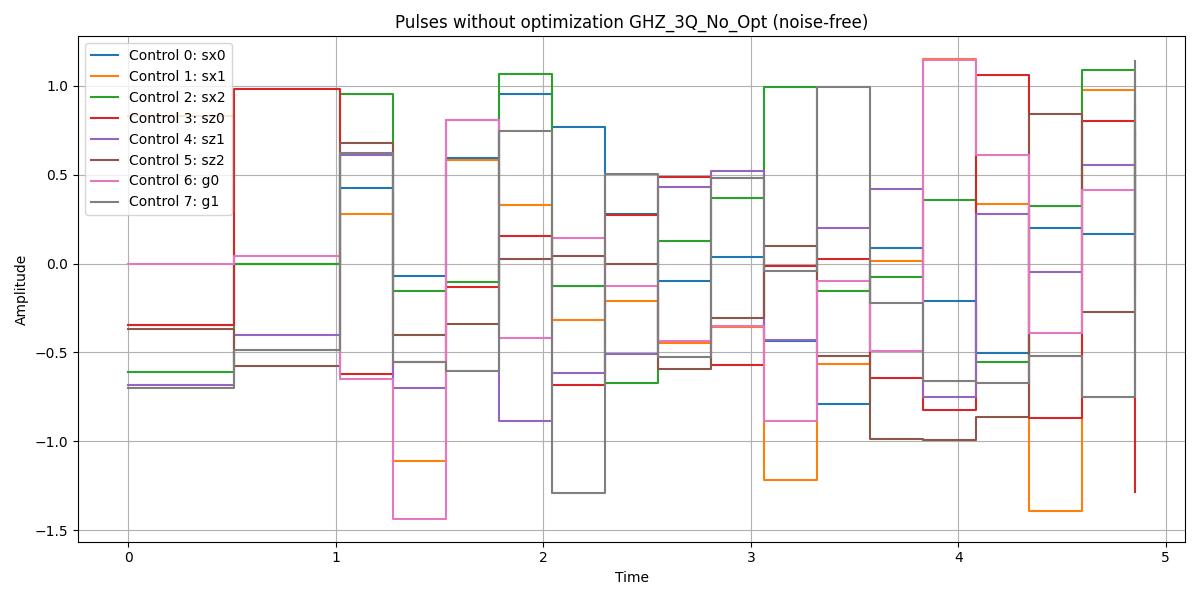 Pulses without optimization GHZ_3Q_No_Opt (noise-free)
Control 0: sx0
Control 1: sx1
Control 2: sx2
Control 3: sz0
Control 4: sz1
Control 5: sz2
Control 6: g0
Control 7: g1
Amplitude
1.0
0.5
0.0
−0.5
−1.0
−1.5
0 1 2 3 4 5
Time